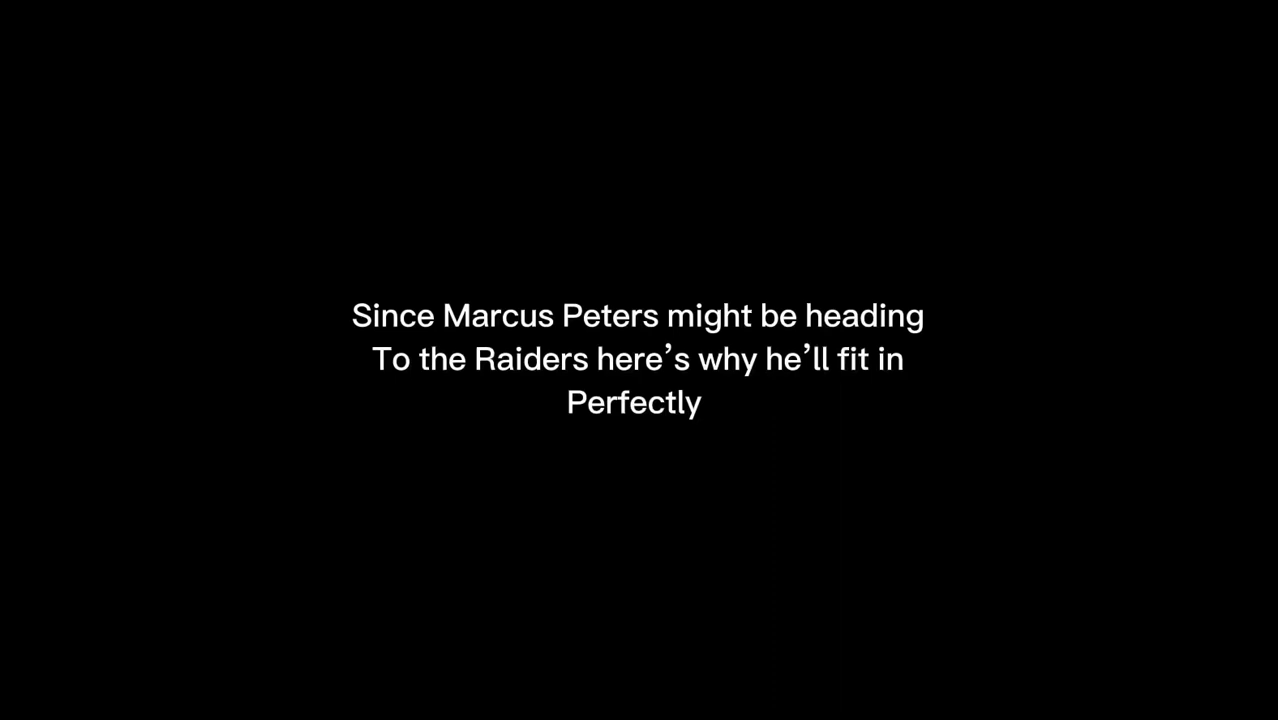 Since Marcus Peters might be heading
To the Raiders here’s why he’ll fit in
Perfectly